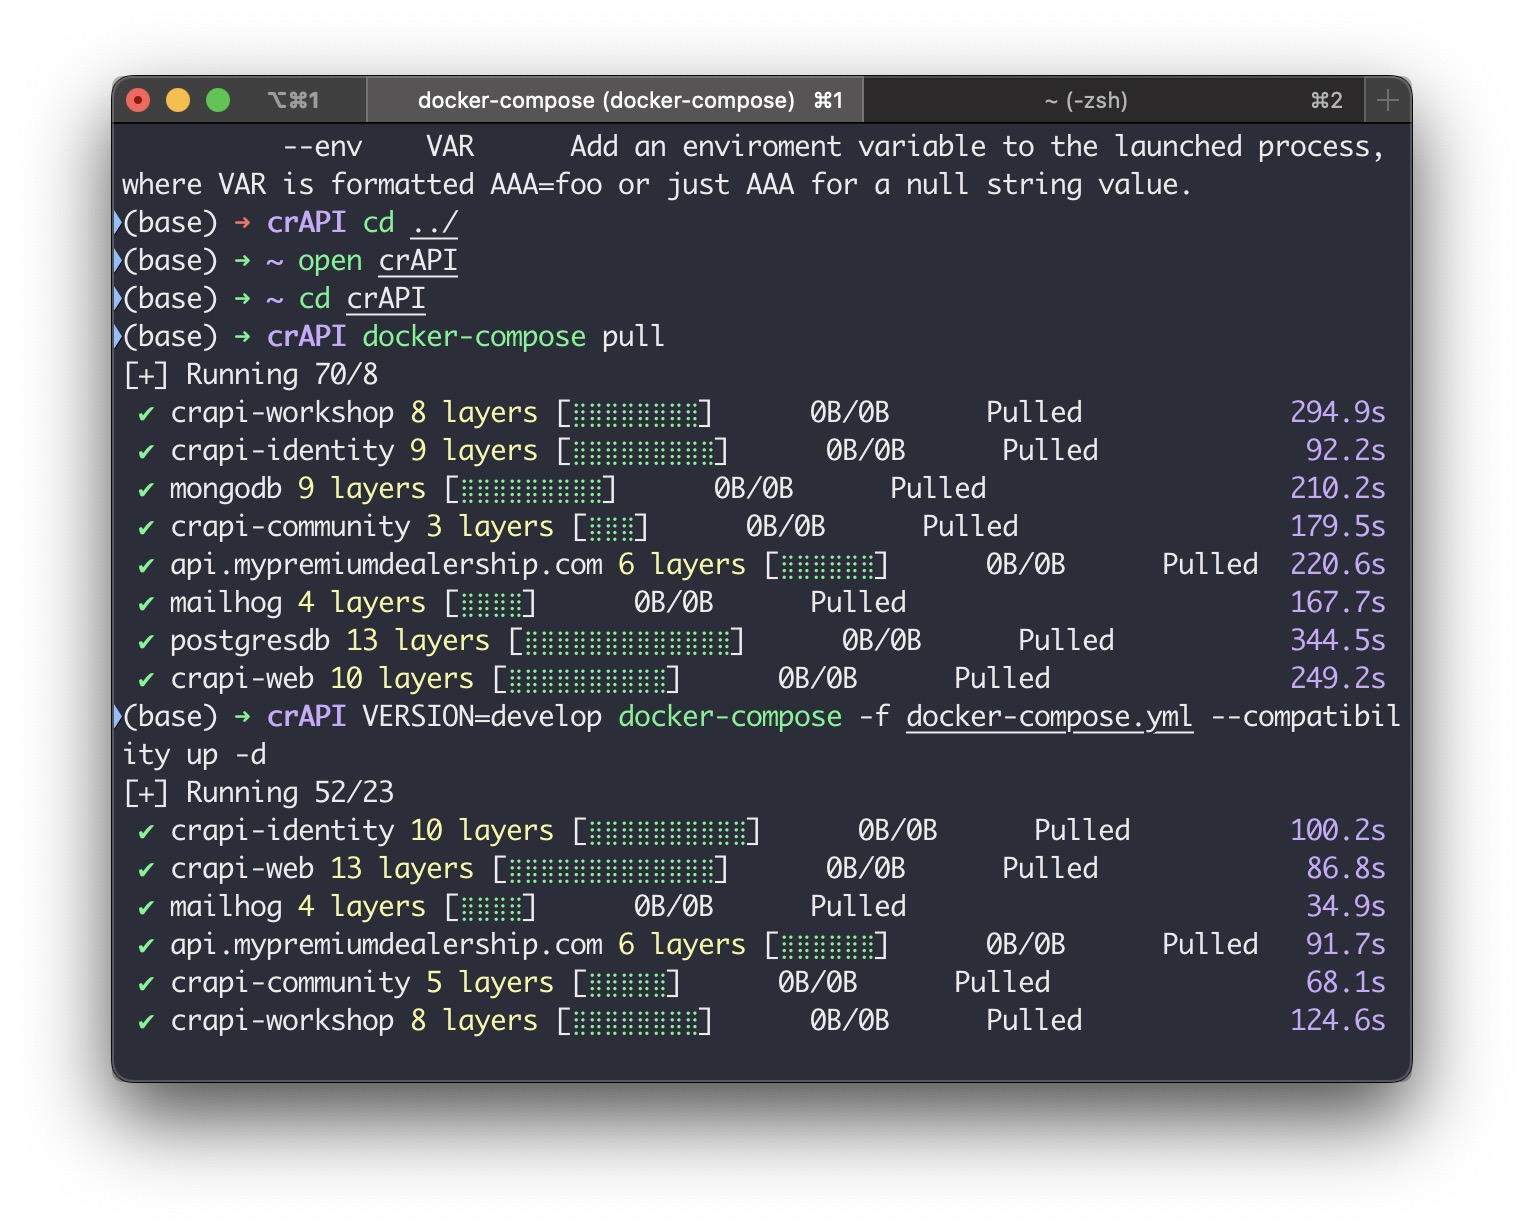 ⌥⌘1 docker-compose (docker-compose) ⌘1 ~ (-zsh) ⌘2
--env VAR Add an enviroment variable to the launched process,
where VAR is formatted AAA=foo or just AAA for a null string value.
(base) → crAPI cd ../
(base) → ~ open crAPI
(base) → ~ cd crAPI
(base) → crAPI docker-compose pull
[+] Running 70/8
✔ crapi-workshop 8 layers [⣿⣿⣿⣿⣿⣿⣿⣿] 0B/0B Pulled 294.9s
✔ crapi-identity 9 layers [⣿⣿⣿⣿⣿⣿⣿⣿⣿] 0B/0B Pulled 92.2s
✔ mongodb 9 layers [⣿⣿⣿⣿⣿⣿⣿⣿⣿] 0B/0B Pulled 210.2s
✔ crapi-community 3 layers [⣿⣿⣿] 0B/0B Pulled 179.5s
✔ api.mypremiumdealership.com 6 layers [⣿⣿⣿⣿⣿⣿] 0B/0B Pulled 220.6s
✔ mailhog 4 layers [⣿⣿⣿⣿] 0B/0B Pulled 167.7s
✔ postgresdb 13 layers [⣿⣿⣿⣿⣿⣿⣿⣿⣿⣿⣿⣿⣿] 0B/0B Pulled 344.5s
✔ crapi-web 10 layers [⣿⣿⣿⣿⣿⣿⣿⣿⣿⣿] 0B/0B Pulled 249.2s
(base) → crAPI VERSION=develop docker-compose -f docker-compose.yml --compatibil
ity up -d
[+] Running 52/23
✔ crapi-identity 10 layers [⣿⣿⣿⣿⣿⣿⣿⣿⣿⣿] 0B/0B Pulled 100.2s
✔ crapi-web 13 layers [⣿⣿⣿⣿⣿⣿⣿⣿⣿⣿⣿⣿⣿] 0B/0B Pulled 86.8s
✔ mailhog 4 layers [⣿⣿⣿⣿] 0B/0B Pulled 34.9s
✔ api.mypremiumdealership.com 6 layers [⣿⣿⣿⣿⣿⣿] 0B/0B Pulled 91.7s
✔ crapi-community 5 layers [⣿⣿⣿⣿⣿] 0B/0B Pulled 68.1s
✔ crapi-workshop 8 layers [⣿⣿⣿⣿⣿⣿⣿⣿] 0B/0B Pulled 124.6s